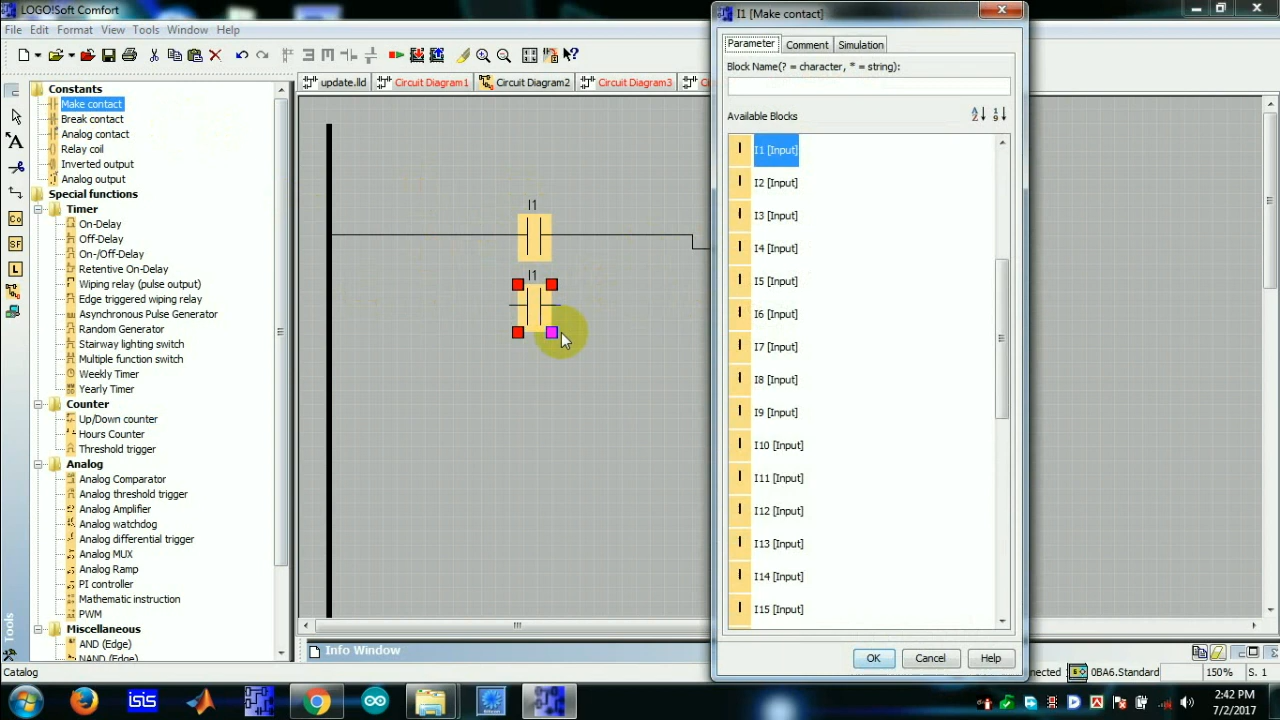 LOGO!Soft Comfort
File Edit Format View Tools Window Help
update.lld Circuit Diagram1 Circuit Diagram2 Circuit Diagram3
Constants
Make contact
Break contact
Analog contact
Relay coil
Inverted output
Analog output
Special functions
Timer
On-Delay
Off-Delay
On-/Off-Delay
Retentive On-Delay
Wiping relay (pulse output)
Edge triggered wiping relay
Asynchronous Pulse Generator
Random Generator
Stairway lighting switch
Multiple function switch
Weekly Timer
Yearly Timer
Counter
Up/Down counter
Hours Counter
Threshold trigger
Analog
Analog Comparator
Analog threshold trigger
Analog Amplifier
Analog watchdog
Analog differential trigger
Analog MUX
Analog Ramp
PI controller
Mathematic instruction
PWM
Miscellaneous
AND (Edge)
NAND (Edge)
Co
SF
L
Tools
I1
I1
I1 [Make contact]
Parameter Comment Simulation
Block Name(? = character, * = string):
Available Blocks
I1 [Input]
I2 [Input]
I3 [Input]
I4 [Input]
I5 [Input]
I6 [Input]
I7 [Input]
I8 [Input]
I9 [Input]
I10 [Input]
I11 [Input]
I12 [Input]
I13 [Input]
I14 [Input]
I15 [Input]
OK Cancel Help
Info Window
Catalog
0BA6.Standard 150% S. 1
isis
2:42 PM
7/2/2017